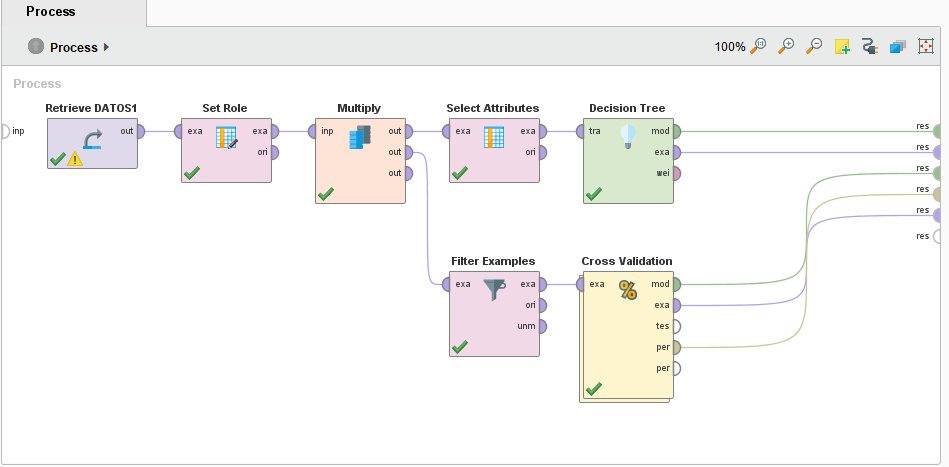 Process
Process
100%
Process
Retrieve DATOS1
Set Role
Multiply
Select Attributes
Decision Tree
inp
out
exa
exa
ori
inp
out
out
out
exa
exa
ori
tra
mod
exa
wei
res
res
res
res
res
res
Filter Examples
Cross Validation
exa
exa
ori
unm
exa
mod
exa
tes
per
per